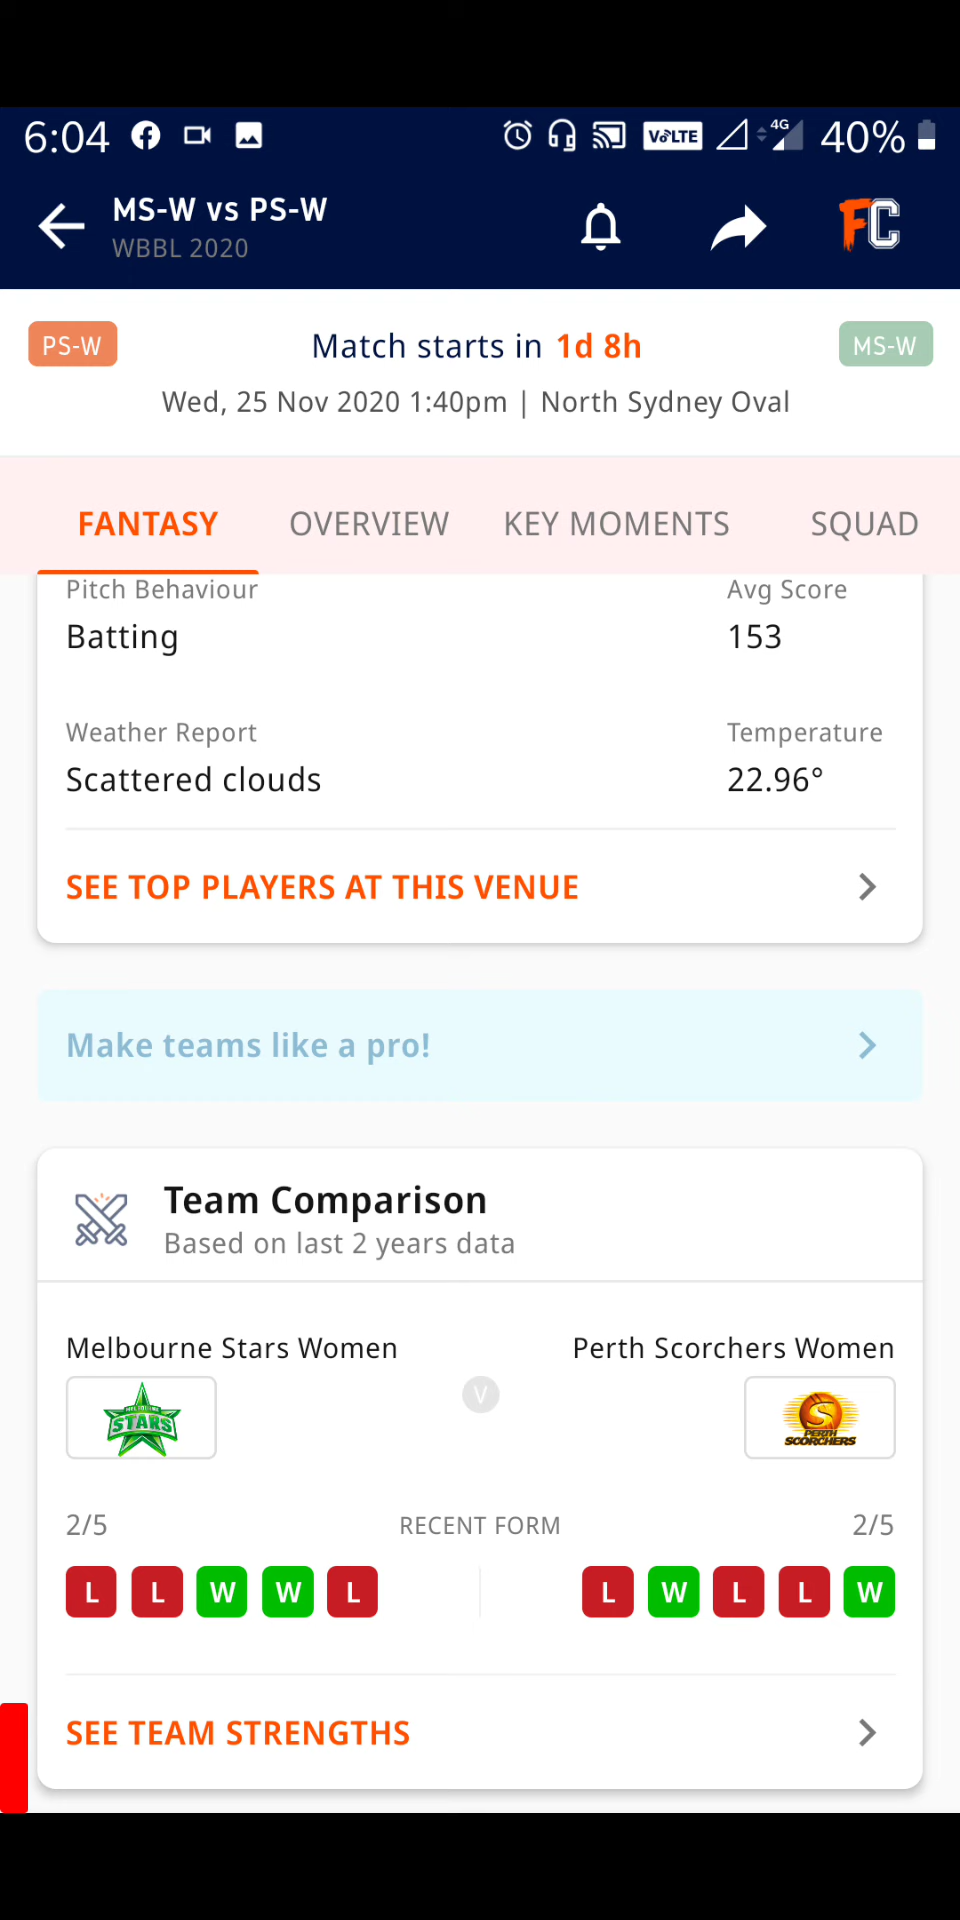 6:04 VoLTE 4G 40%
MS-W vs PS-W
WBBL 2020
FC
PS-W Match starts in 1d 8h MS-W
Wed, 25 Nov 2020 1:40pm | North Sydney Oval
FANTASY OVERVIEW KEY MOMENTS SQUAD
Pitch Behaviour Avg Score
Batting 153
Weather Report Temperature
Scattered clouds 22.96°
SEE TOP PLAYERS AT THIS VENUE
Make teams like a pro!
Team Comparison
Based on last 2 years data
Melbourne Stars Women Perth Scorchers Women
V
MELBOURNE
STARS
S
PERTH
SCORCHERS
2/5 RECENT FORM 2/5
L L W W L L W L L W
SEE TEAM STRENGTHS